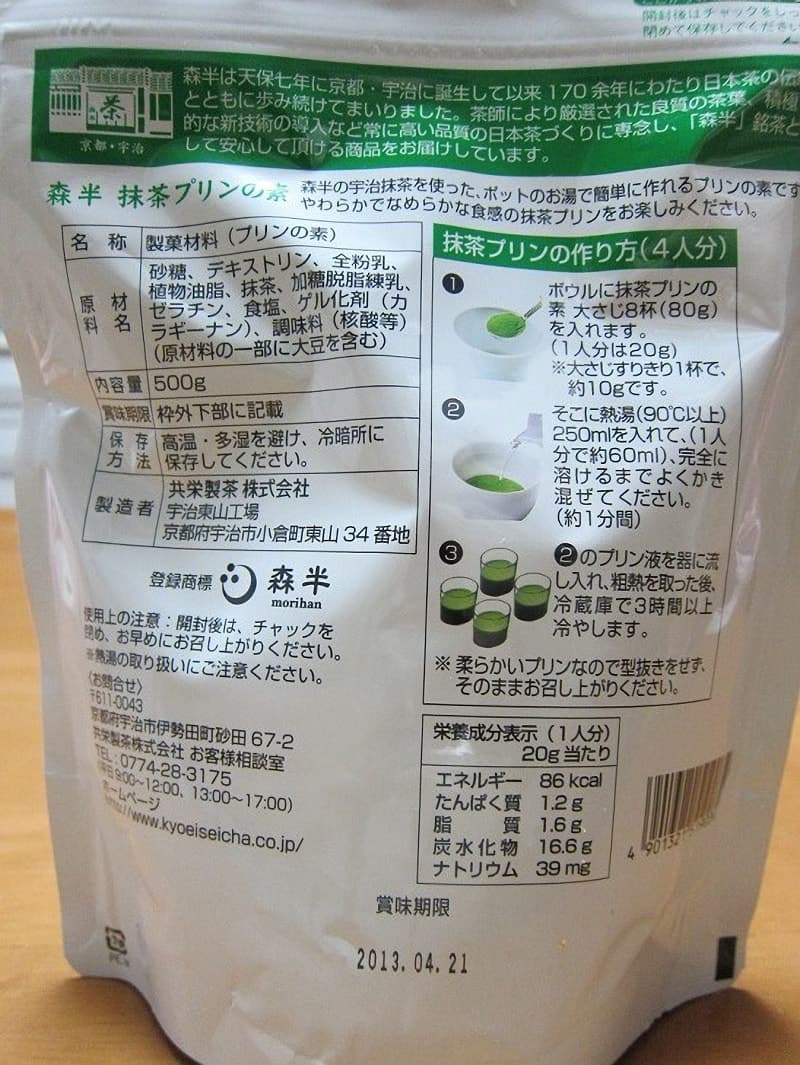 開封後はチャックをしっ
閉めて保存してください
森半は天保七年に京都・宇治に誕生して以来170余年にわたり日本茶の伝
とともに歩み続けてまいりました。茶師により厳選された良質の茶葉、積極
的な新技術の導入など常に高い品質の日本茶づくりに専念し、「森半」銘茶と
して安心して頂ける商品をお届けしています。
茶
京都・宇治
森半 抹茶プリンの素
森半の宇治抹茶を使った、ポットのお湯で簡単に作れるプリンの素です
やわらかでなめらかな食感の抹茶プリンをお楽しみください。
名称 製菓材料(プリンの素)
原材料名 砂糖、デキストリン、全粉乳、
植物油脂、抹茶、加糖脱脂練乳、
ゼラチン、食塩、ゲル化剤(カ
ラギーナン)、調味料(核酸等)
(原材料の一部に大豆を含む)
内容量 500g
賞味期限 枠外下部に記載
保存方法 高温・多湿を避け、冷暗所に
保存してください。
製造者 共栄製茶株式会社
宇治東山工場
京都府宇治市小倉町東山34番地
登録商標 森半
morihan
使用上の注意:開封後は、チャックを
閉め、お早めにお召し上がりください。
※熱湯の取り扱いにご注意ください。
〈お問合せ〉
〒611-0043
京都府宇治市伊勢田町砂田67-2
共栄製茶株式会社 お客様相談室
TEL:0774-28-3175
日9:00〜12:00、13:00〜17:00)
ホームページ
http://www.kyoeiseicha.co.jp/
抹茶プリンの作り方(4人分)
1 ボウルに抹茶プリンの
素 大さじ8杯(80g)
を入れます。
(1人分は20g)
※大さじすりきり1杯で、
約10gです。
2 そこに熱湯(90℃以上)
250mlを入れて、(1人
分で約60ml)、完全に
溶けるまでよくかき
混ぜてください。
(約1分間)
3 2のプリン液を器に流
し入れ、粗熱を取った後、
冷蔵庫で3時間以上
冷やします。
※柔らかいプリンなので型抜きをせず、
そのままお召し上がりください。
栄養成分表示(1人分)
20g当たり
エネルギー 86kcal
たんぱく質 1.2g
脂質 1.6g
炭水化物 16.6g
ナトリウム 39mg
賞味期限
2013.04.21